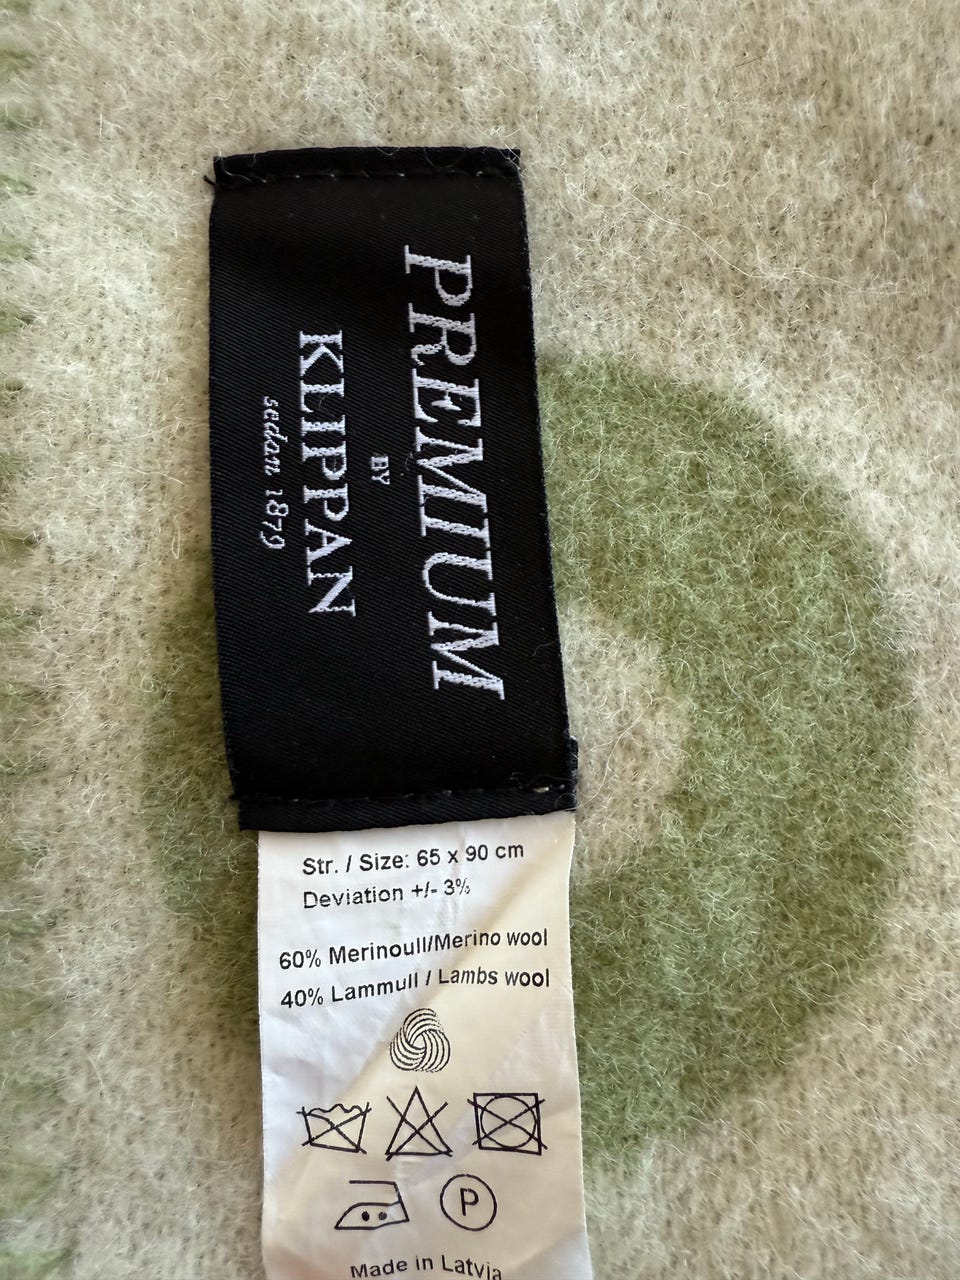 PREMIUM
BY
KLIPPAN
sedan 1879
Str. / Size: 65 x 90 cm
Deviation +/- 3%
60% Merinoull/Merino wool
40% Lammull / Lambs wool
P
Made in Latvia